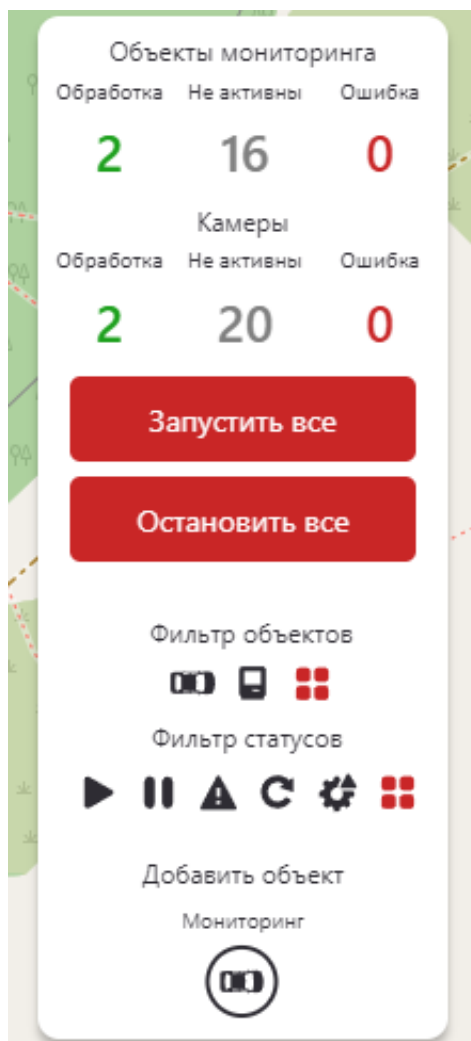 Объекты мониторинга
Обработка Не активны Ошибка
2 16 0
Камеры
Обработка Не активны Ошибка
2 20 0
Запустить все
Остановить все
Фильтр объектов
Фильтр статусов
Добавить объект
Мониторинг